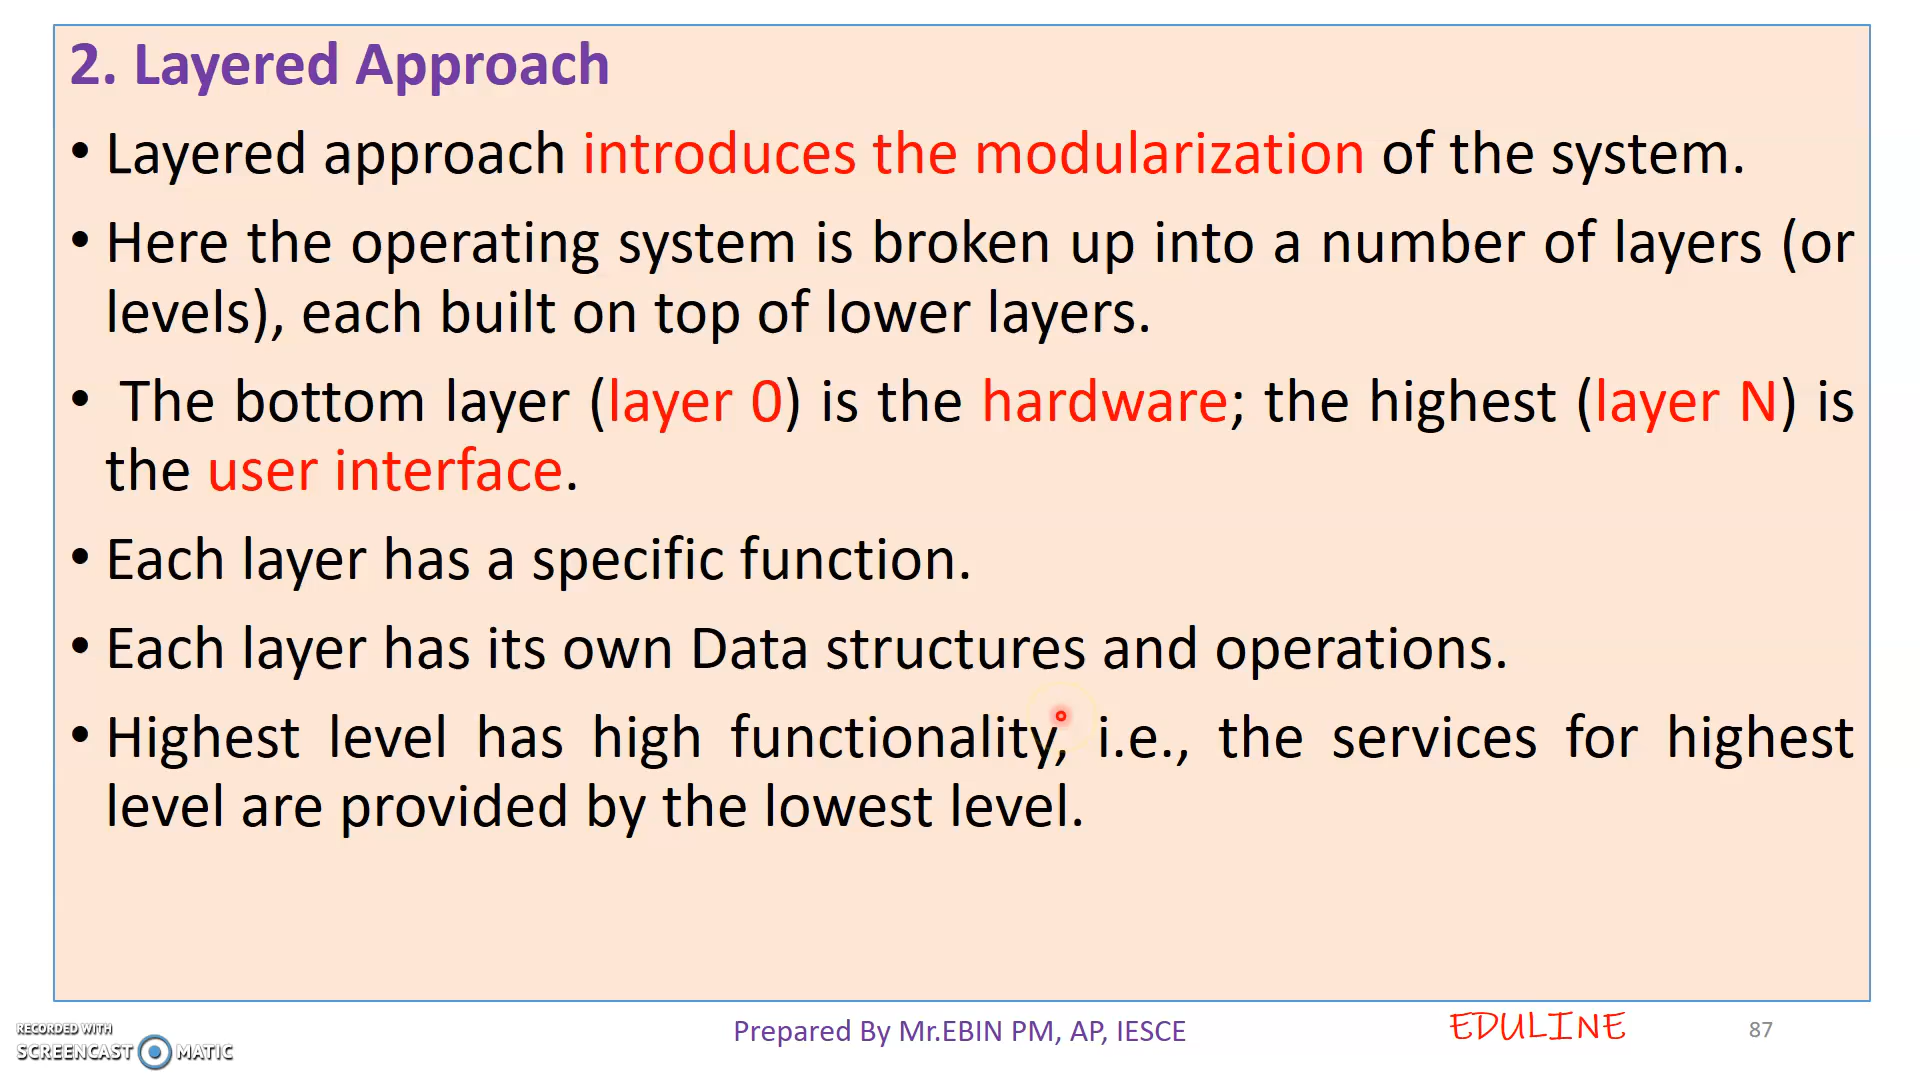 2. Layered Approach
• Layered approach introduces the modularization of the system.
• Here the operating system is broken up into a number of layers (or
levels), each built on top of lower layers.
• The bottom layer (layer 0) is the hardware; the highest (layer N) is
the user interface.
• Each layer has a specific function.
• Each layer has its own Data structures and operations.
• Highest level has high functionality, i.e., the services for highest
level are provided by the lowest level.
Prepared By Mr.EBIN PM, AP, IESCE
EDULINE
87
RECORDED WITH
SCREENCAST MATIC